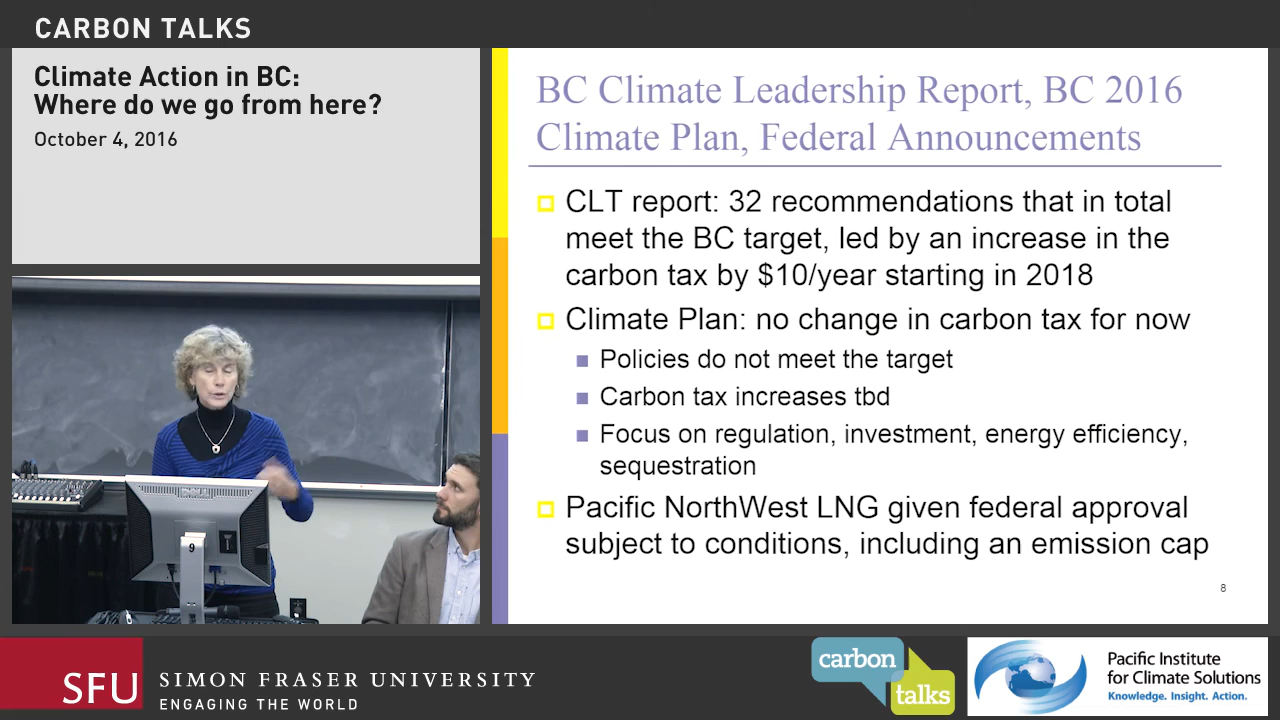 CARBON TALKS
Climate Action in BC:
Where do we go from here?
October 4, 2016
BC Climate Leadership Report, BC 2016
Climate Plan, Federal Announcements
CLT report: 32 recommendations that in total
meet the BC target, led by an increase in the
carbon tax by $10/year starting in 2018
Climate Plan: no change in carbon tax for now
Policies do not meet the target
Carbon tax increases tbd
Focus on regulation, investment, energy efficiency,
sequestration
Pacific NorthWest LNG given federal approval
subject to conditions, including an emission cap
8
9
SFU
SIMON FRASER UNIVERSITY
ENGAGING THE WORLD
carbon
talks
Pacific Institute
for Climate Solutions
Knowledge. Insight. Action.